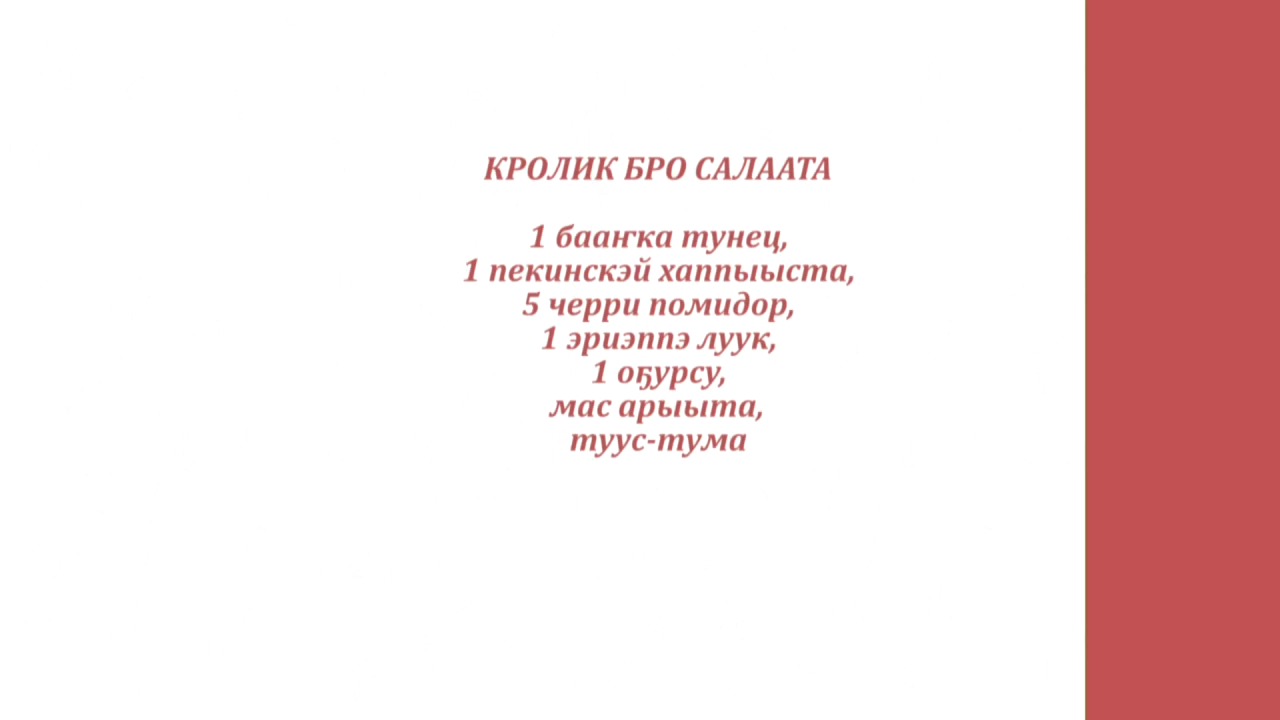 КРОЛИК БРО САЛААТА
1 бааҥка тунец,
1 пекинскэй хаппыыста,
5 черри помидор,
1 эриэппэ луук,
1 оҕурсу,
мас арыыта,
туус-тума